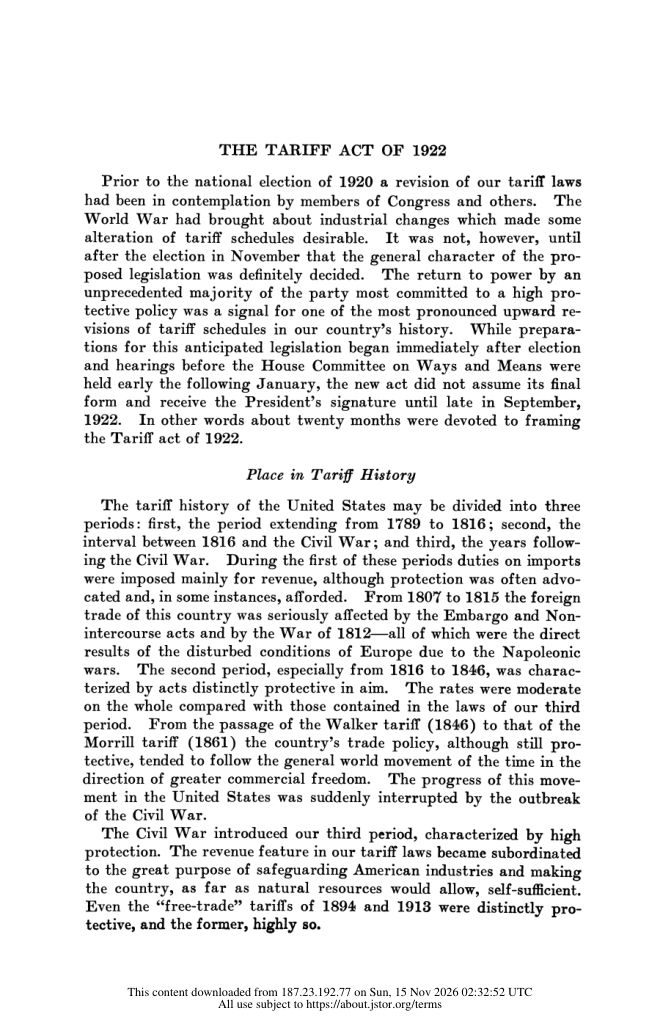 THE TARIFF ACT OF 1922
Prior to the national election of 1920 a revision of our tariff laws
had been in contemplation by members of Congress and others. The
World War had brought about industrial changes which made some
alteration of tariff schedules desirable. It was not, however, until
after the election in November that the general character of the pro-
posed legislation was definitely decided. The return to power by an
unprecedented majority of the party most committed to a high pro-
tective policy was a signal for one of the most pronounced upward re-
visions of tariff schedules in our country's history. While prepara-
tions for this anticipated legislation began immediately after election
and hearings before the House Committee on Ways and Means were
held early the following January, the new act did not assume its final
form and receive the President's signature until late in September,
1922. In other words about twenty months were devoted to framing
the Tariff act of 1922.
Place in Tariff History
The tariff history of the United States may be divided into three
periods: first, the period extending from 1789 to 1816; second, the
interval between 1816 and the Civil War; and third, the years follow-
ing the Civil War. During the first of these periods duties on imports
were imposed mainly for revenue, although protection was often advo-
cated and, in some instances, afforded. From 1807 to 1815 the foreign
trade of this country was seriously affected by the Embargo and Non-
intercourse acts and by the War of 1812—all of which were the direct
results of the disturbed conditions of Europe due to the Napoleonic
wars. The second period, especially from 1816 to 1846, was charac-
terized by acts distinctly protective in aim. The rates were moderate
on the whole compared with those contained in the laws of our third
period. From the passage of the Walker tariff (1846) to that of the
Morrill tariff (1861) the country's trade policy, although still pro-
tective, tended to follow the general world movement of the time in the
direction of greater commercial freedom. The progress of this move-
ment in the United States was suddenly interrupted by the outbreak
of the Civil War.
The Civil War introduced our third period, characterized by high
protection. The revenue feature in our tariff laws became subordinated
to the great purpose of safeguarding American industries and making
the country, as far as natural resources would allow, self-sufficient.
Even the "free-trade" tariffs of 1894 and 1913 were distinctly pro-
tective, and the former, highly so.
This content downloaded from 187.23.192.77 on Sun, 15 Nov 2026 02:32:52 UTC
All use subject to https://about.jstor.org/terms